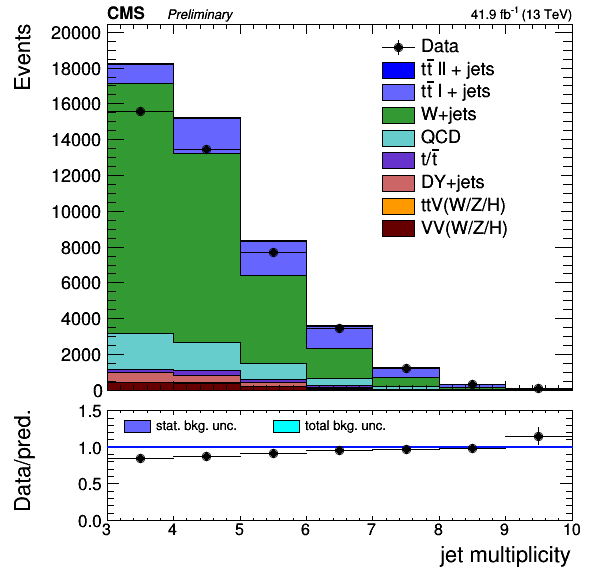 CMS Preliminary 41.9 fb⁻¹ (13 TeV)
Events
20000
18000
16000
14000
12000
10000
8000
6000
4000
2000
0
Data
tt̄ ll + jets
tt̄ l + jets
W+jets
QCD
t/t̄
DY+jets
ttV(W/Z/H)
VV(W/Z/H)
Data/pred.
1.5
1.0
0.5
0.0
stat. bkg. unc. total bkg. unc.
3 4 5 6 7 8 9 10
jet multiplicity